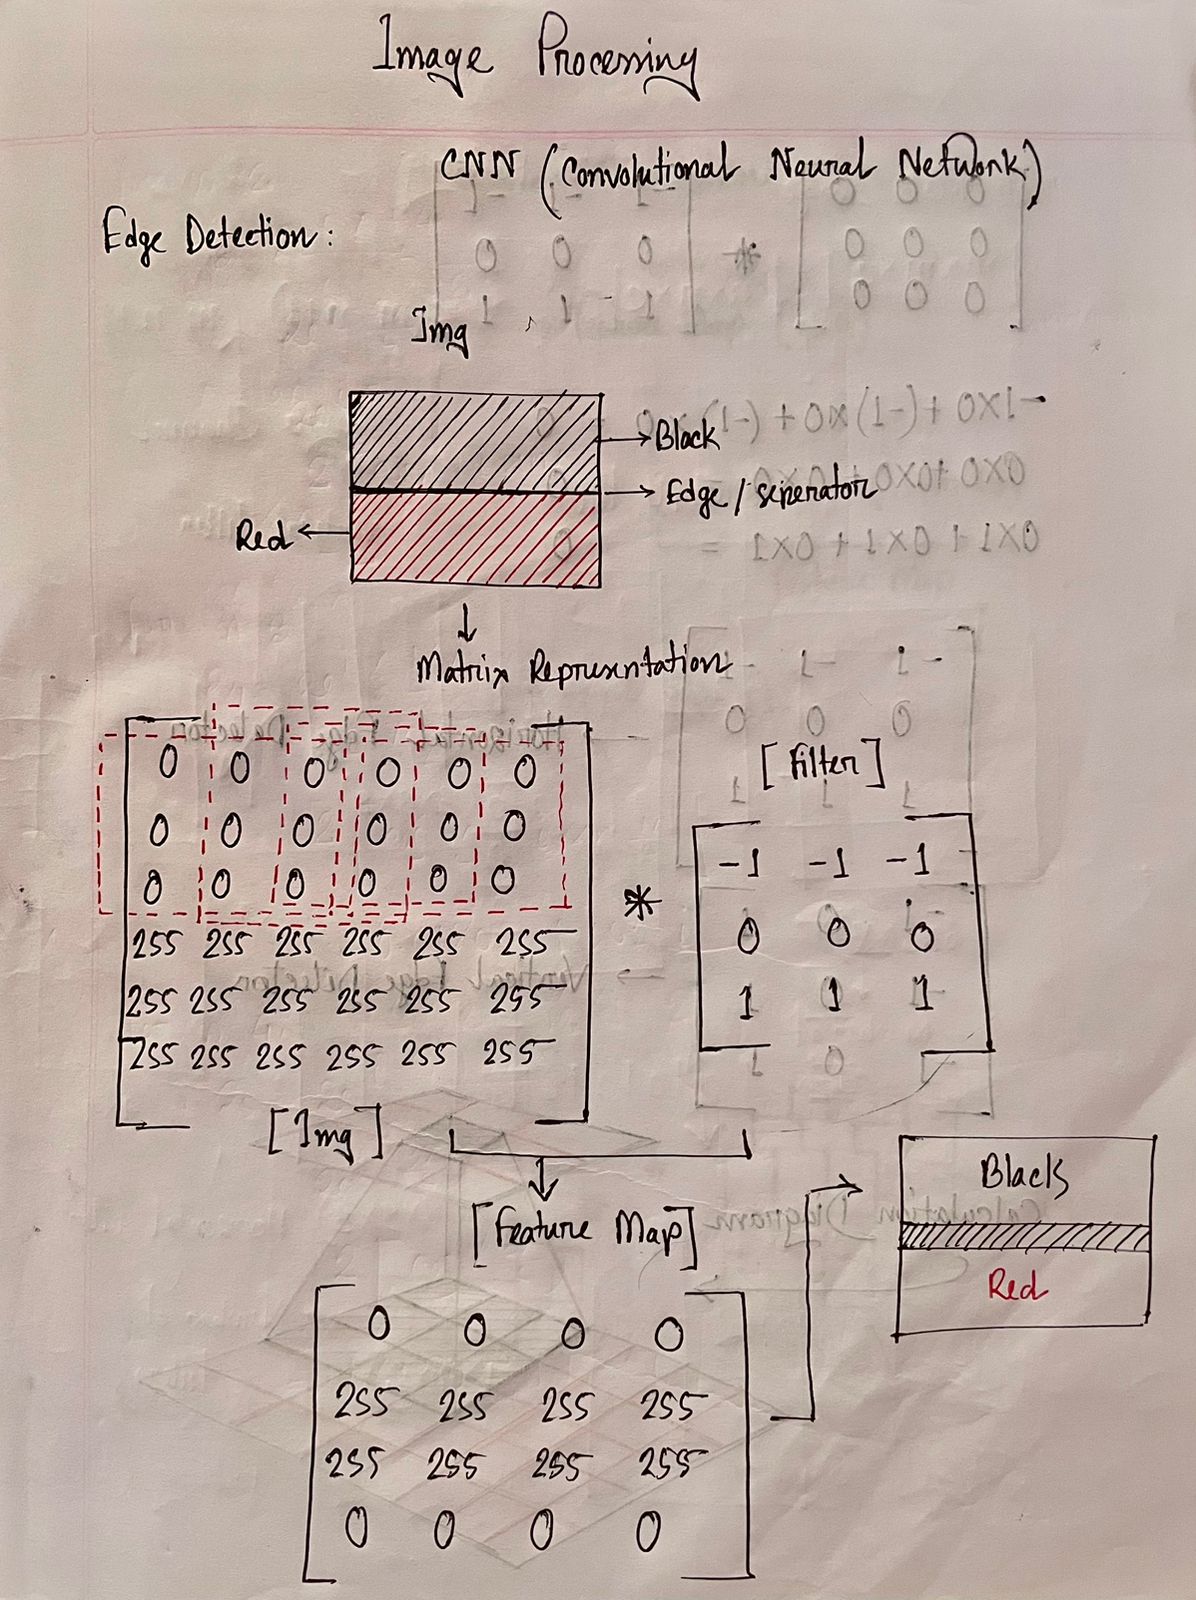 Image Processing
CNN (Convolutional Neural Network)
Edge Detection:
Img
Black
Edge / seperator
Red
Matrix Representation
0 0 0 0 0 0
0 0 0 0 0 0
0 0 0 0 0 0
255 255 255 255 255 255
255 255 255 255 255 255
255 255 255 255 255 255
[Img]
*
[Filter]
-1 -1 -1
0 0 0
1 1 1
[Feature Map]
0 0 0 0
255 255 255 255
255 255 255 255
0 0 0 0
Black
Red